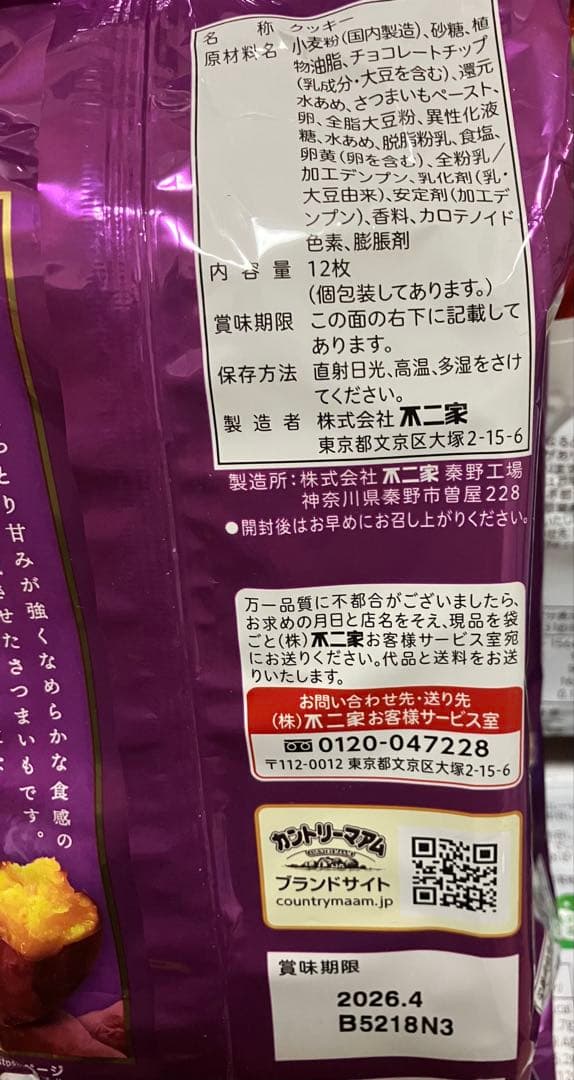 名称 クッキー
原材料名 小麦粉(国内製造)、砂糖、植
物油脂、チョコレートチップ
(乳成分・大豆を含む)、還元
水あめ、さつまいもペースト、
卵、全脂大豆粉、異性化液
糖、水あめ、脱脂粉乳、食塩、
卵黄(卵を含む)、全粉乳/
加工デンプン、乳化剤(乳・
大豆由来)、安定剤(加工デ
ンプン)、香料、カロテノイド
色素、膨脹剤
内容量 12枚
(個包装してあります。)
賞味期限 この面の右下に記載して
あります。
保存方法 直射日光、高温、多湿をさけ
てください。
製造者 株式会社 不二家
東京都文京区大塚2-15-6
製造所:株式会社 不二家 秦野工場
神奈川県秦野市曽屋228
●開封後はお早めにお召し上がりください。
万一品質に不都合がございましたら、
お求めの月日と店名をそえ、現品を袋
ごと(株)不二家お客様サービス室宛
にお送りください。代品と送料をお送
りいたします。
お問い合わせ先・送り先
(株)不二家お客様サービス室
0120-047228
〒112-0012 東京都文京区大塚2-15-6
カントリーマアム
COUNTRY MAAM
ブランドサイト
countrymaam.jp
賞味期限
2026.4
B5218N3
甘みが強くなめらかな食感の
させたさつまいもです。
ページ